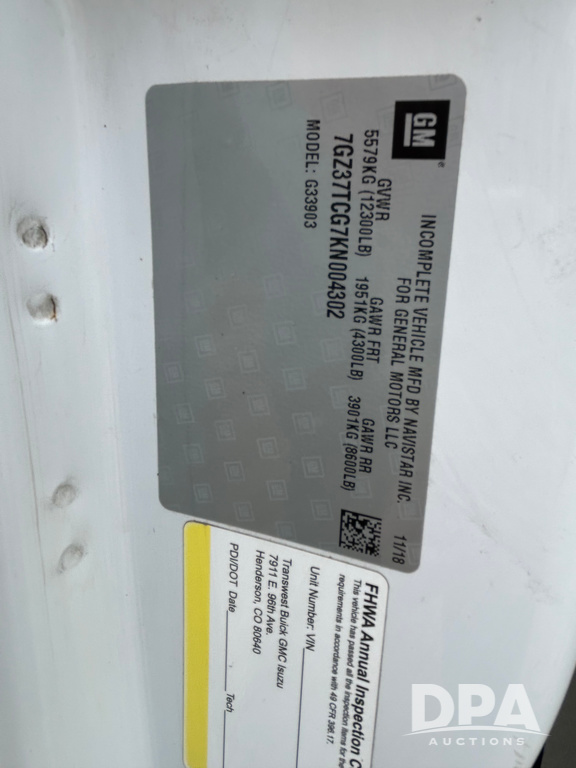 GM
INCOMPLETE VEHICLE MFD BY NAVISTAR INC.
FOR GENERAL MOTORS LLC
11/18
GVWR GAWR FRT GAWR RR
5579KG (12300LB) 1951KG (4300LB) 3901KG (8600LB)
7GZ37TCG7KN004302
MODEL: G33903
FHWA Annual Inspection
This vehicle has passed all the inspection items for the
requirements in accordance with 49 CFR 396.17.
Unit Number: VIN
Transwest Buick GMC Isuzu
7911 E. 96th Ave.
Henderson, CO 80640
PDI/DOT Date Tech
DPA
AUCTIONS